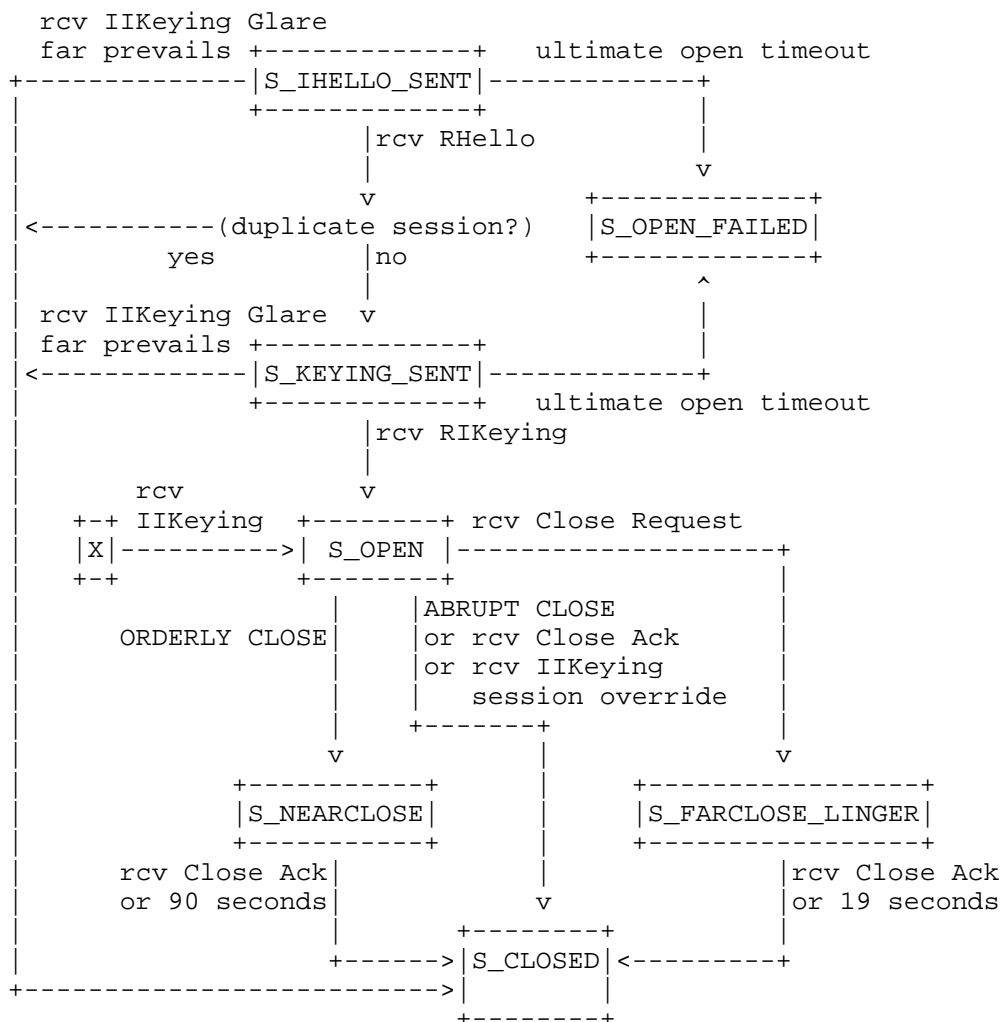 rcv IIKeying Glare
far prevails ultimate open timeout
S_IHELLO_SENT
rcv RHello
(duplicate session?) S_OPEN_FAILED
yes no
rcv IIKeying Glare
far prevails
S_KEYING_SENT
ultimate open timeout
rcv RIKeying
rcv
IIKeying rcv Close Request
X S_OPEN
ABRUPT CLOSE
ORDERLY CLOSE or rcv Close Ack
or rcv IIKeying
session override
S_NEARCLOSE S_FARCLOSE_LINGER
rcv Close Ack rcv Close Ack
or 90 seconds or 19 seconds
S_CLOSED